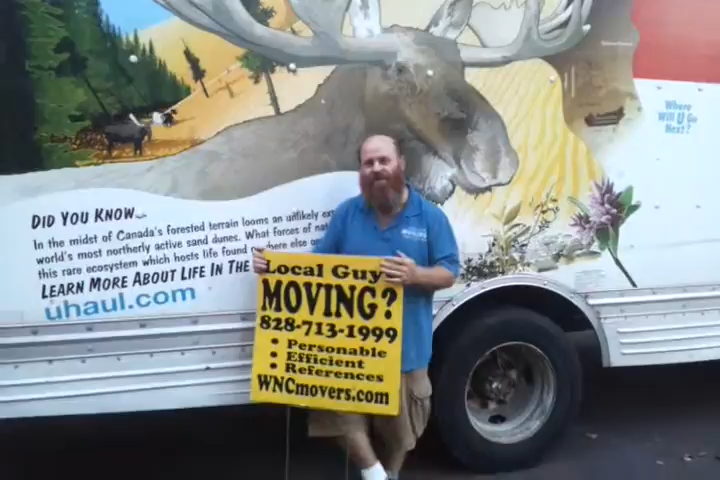 Where
Will U Go
Next?
DID YOU KNOW...
In the midst of Canada's forested terrain looms an unlikely
world's most northerly active sand dunes. What forces of
this rare ecosystem which hosts life found
LEARN MORE ABOUT LIFE IN THE
uhaul.com
Local Guy
MOVING?
828-713-1999
• Personable
• Efficient
• References
WNCmovers.com